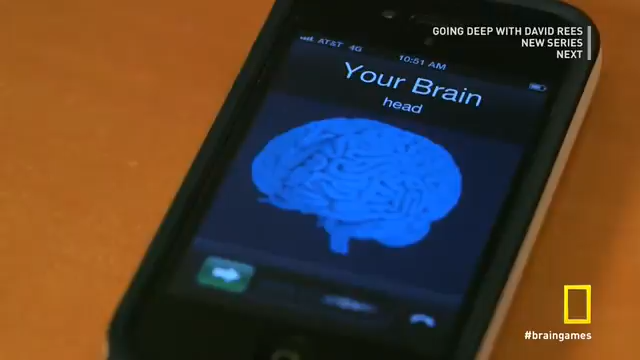 GOING DEEP WITH DAVID REES
NEW SERIES
NEXT
AT&T 4G
10:51 AM
Your Brain
head
#braingames